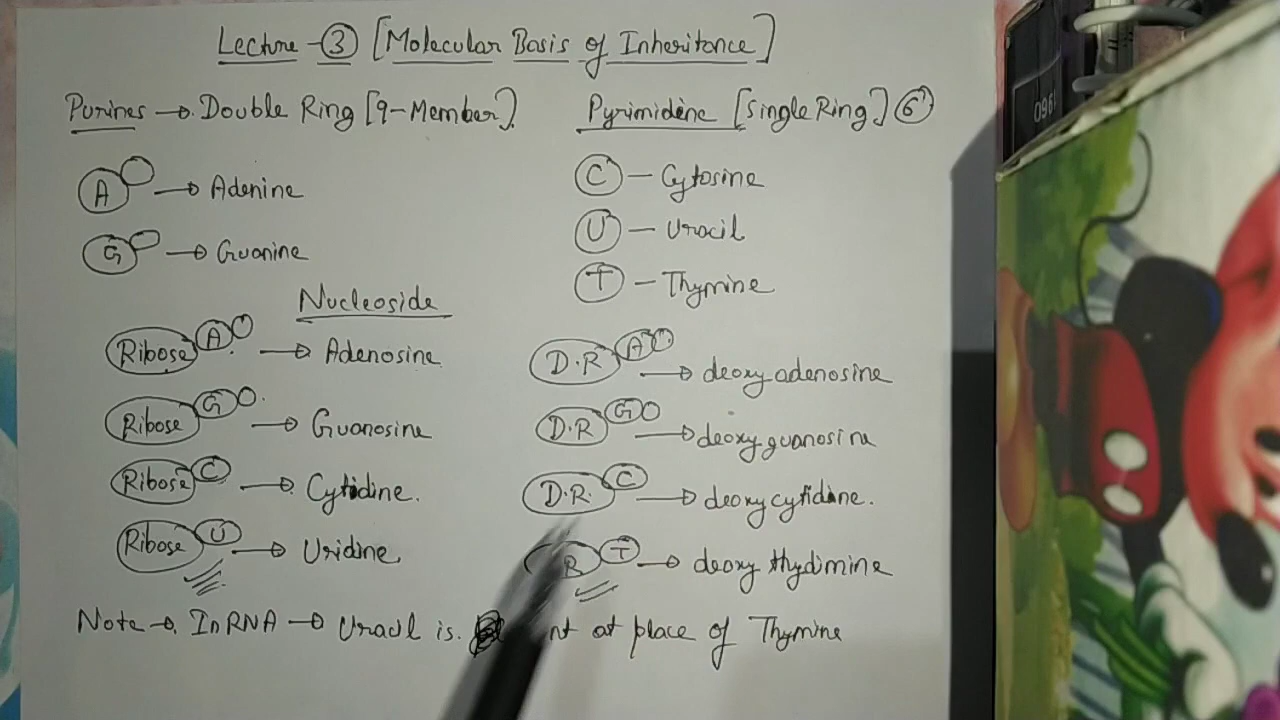 Lecture - 3 [Molecular Basis of Inheritance]
Purines → Double Ring [9-Member]
Pyrimidine [Single Ring] 6
A → Adenine
G → Guanine
C — Cytosine
U — Uracil
T — Thymine
Nucleoside
Ribose A → Adenosine
Ribose G → Guanosine
Ribose C → Cytidine.
Ribose U → Uridine
D.R A → deoxy adenosine
D.R G → deoxy guanosine
D.R. C → deoxy cytidine.
R T → deoxy thydimine
Note → In RNA → Uracil is nt at place of Thymine
960